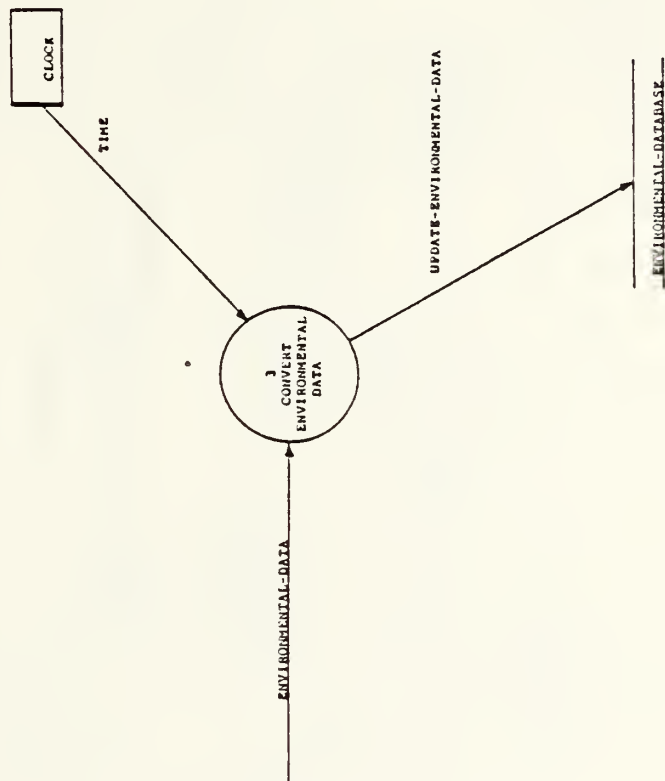 CLOCK
TIME
UPDATE-ENVIRONMENTAL-DATA
3
CONVERT
ENVIRONMENTAL
DATA
ENVIRONMENTAL-DATA
ENVIRONMENTAL-DATABASE